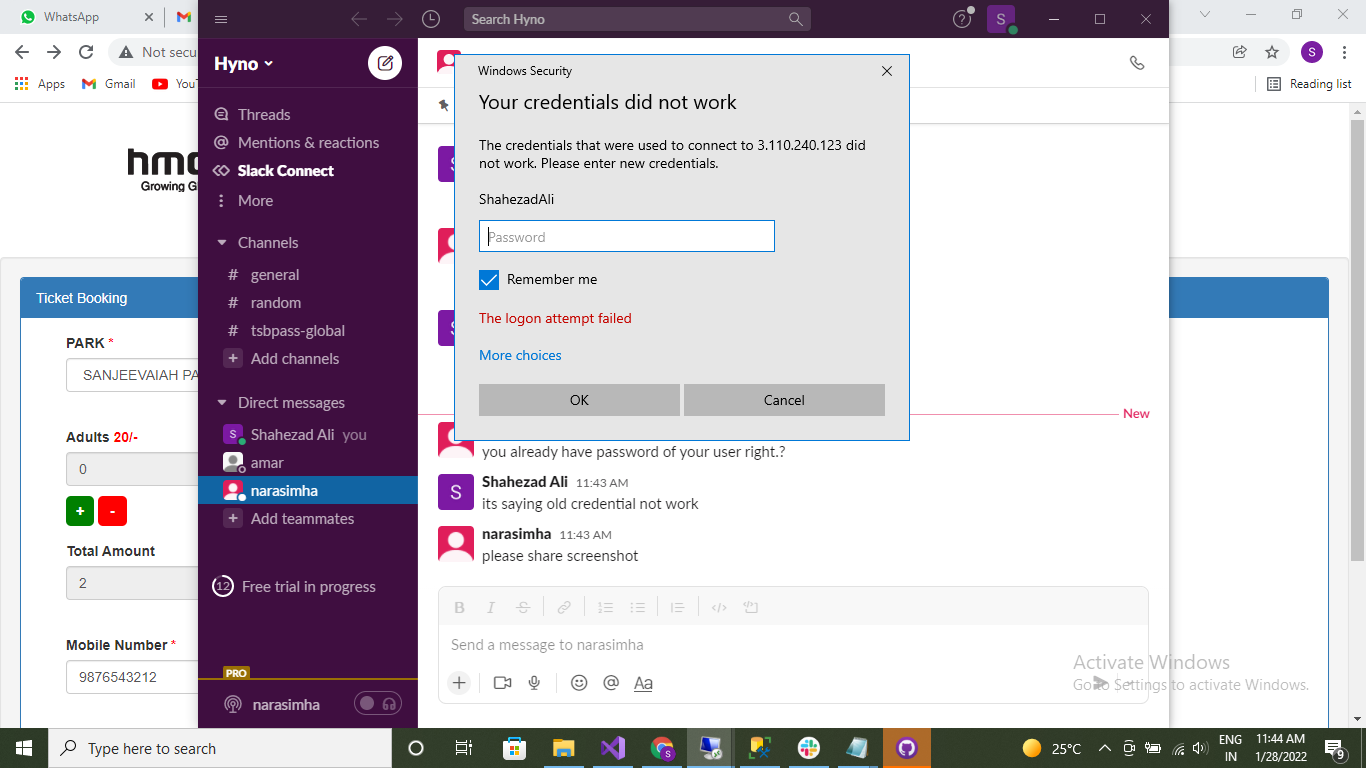 WhatsApp
Search Hyno
S
Not secu
S
Apps
Gmail
YouT
Reading list
hmd
Growing G
Ticket Booking
PARK *
SANJEEVAIAH PA
Adults 20/-
0
+ -
Total Amount
2
Mobile Number *
9876543212
Hyno
Threads
Mentions & reactions
Slack Connect
More
Channels
# general
# random
# tsbpass-global
+ Add channels
Direct messages
S Shahezad Ali you
amar
narasimha
+ Add teammates
12 Free trial in progress
PRO
narasimha
Windows Security
Your credentials did not work
The credentials that were used to connect to 3.110.240.123 did
not work. Please enter new credentials.
ShahezadAli
Password
Remember me
The logon attempt failed
More choices
OK Cancel
New
you already have password of your user right.?
S Shahezad Ali 11:43 AM
its saying old credential not work
narasimha 11:43 AM
please share screenshot
B I S
Send a message to narasimha
Aa
Activate Windows
Go to Settings to activate Windows.
Type here to search
25°C
ENG
IN
11:44 AM
1/28/2022
9